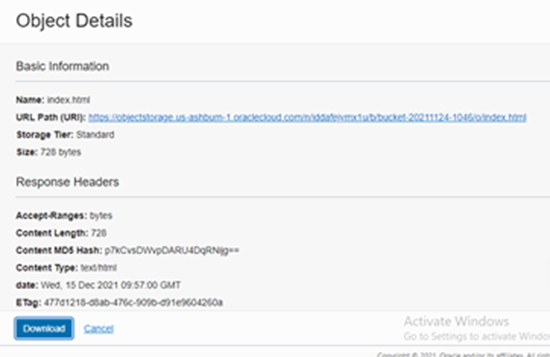 Object Details
Basic Information
Name: index.html
URL Path (URI): https://objectstorage.us-ashburn-1.oraclecloud.com/n/iddafejvmx1u/b/bucket-20211124-1046/o/index.html
Storage Tier: Standard
Size: 728 bytes
Response Headers
Accept-Ranges: bytes
Content Length: 728
Content MD5 Hash: p7kCvsDWvpDARU4DqRNijg==
Content Type: text/html
date: Wed, 15 Dec 2021 09:57:00 GMT
ETag: 477d1218-d8ab-476c-909b-d91e9604260a
Download Cancel
Activate Windows
Go to Settings to activate Windo
Copyright © 2021, Oracle and/or its affiliates. All